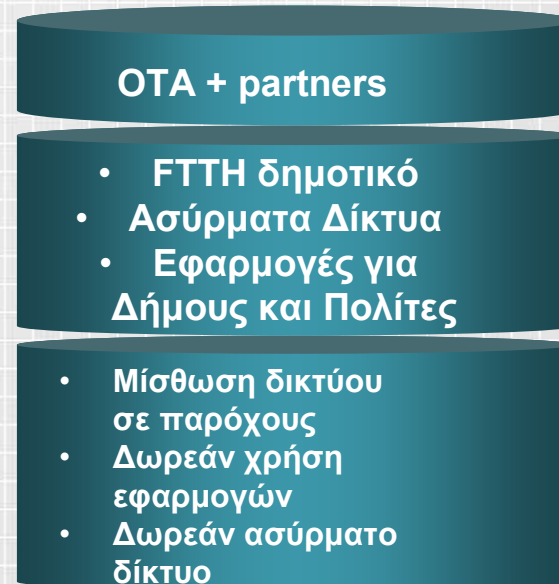 ΟΤΑ + partners
• FTTH δημοτικό
• Ασύρματα Δίκτυα
• Εφαρμογές για
Δήμους και Πολίτες
• Μίσθωση δικτύου
σε παρόχους
• Δωρεάν χρήση
εφαρμογών
• Δωρεάν ασύρματο
δίκτυο